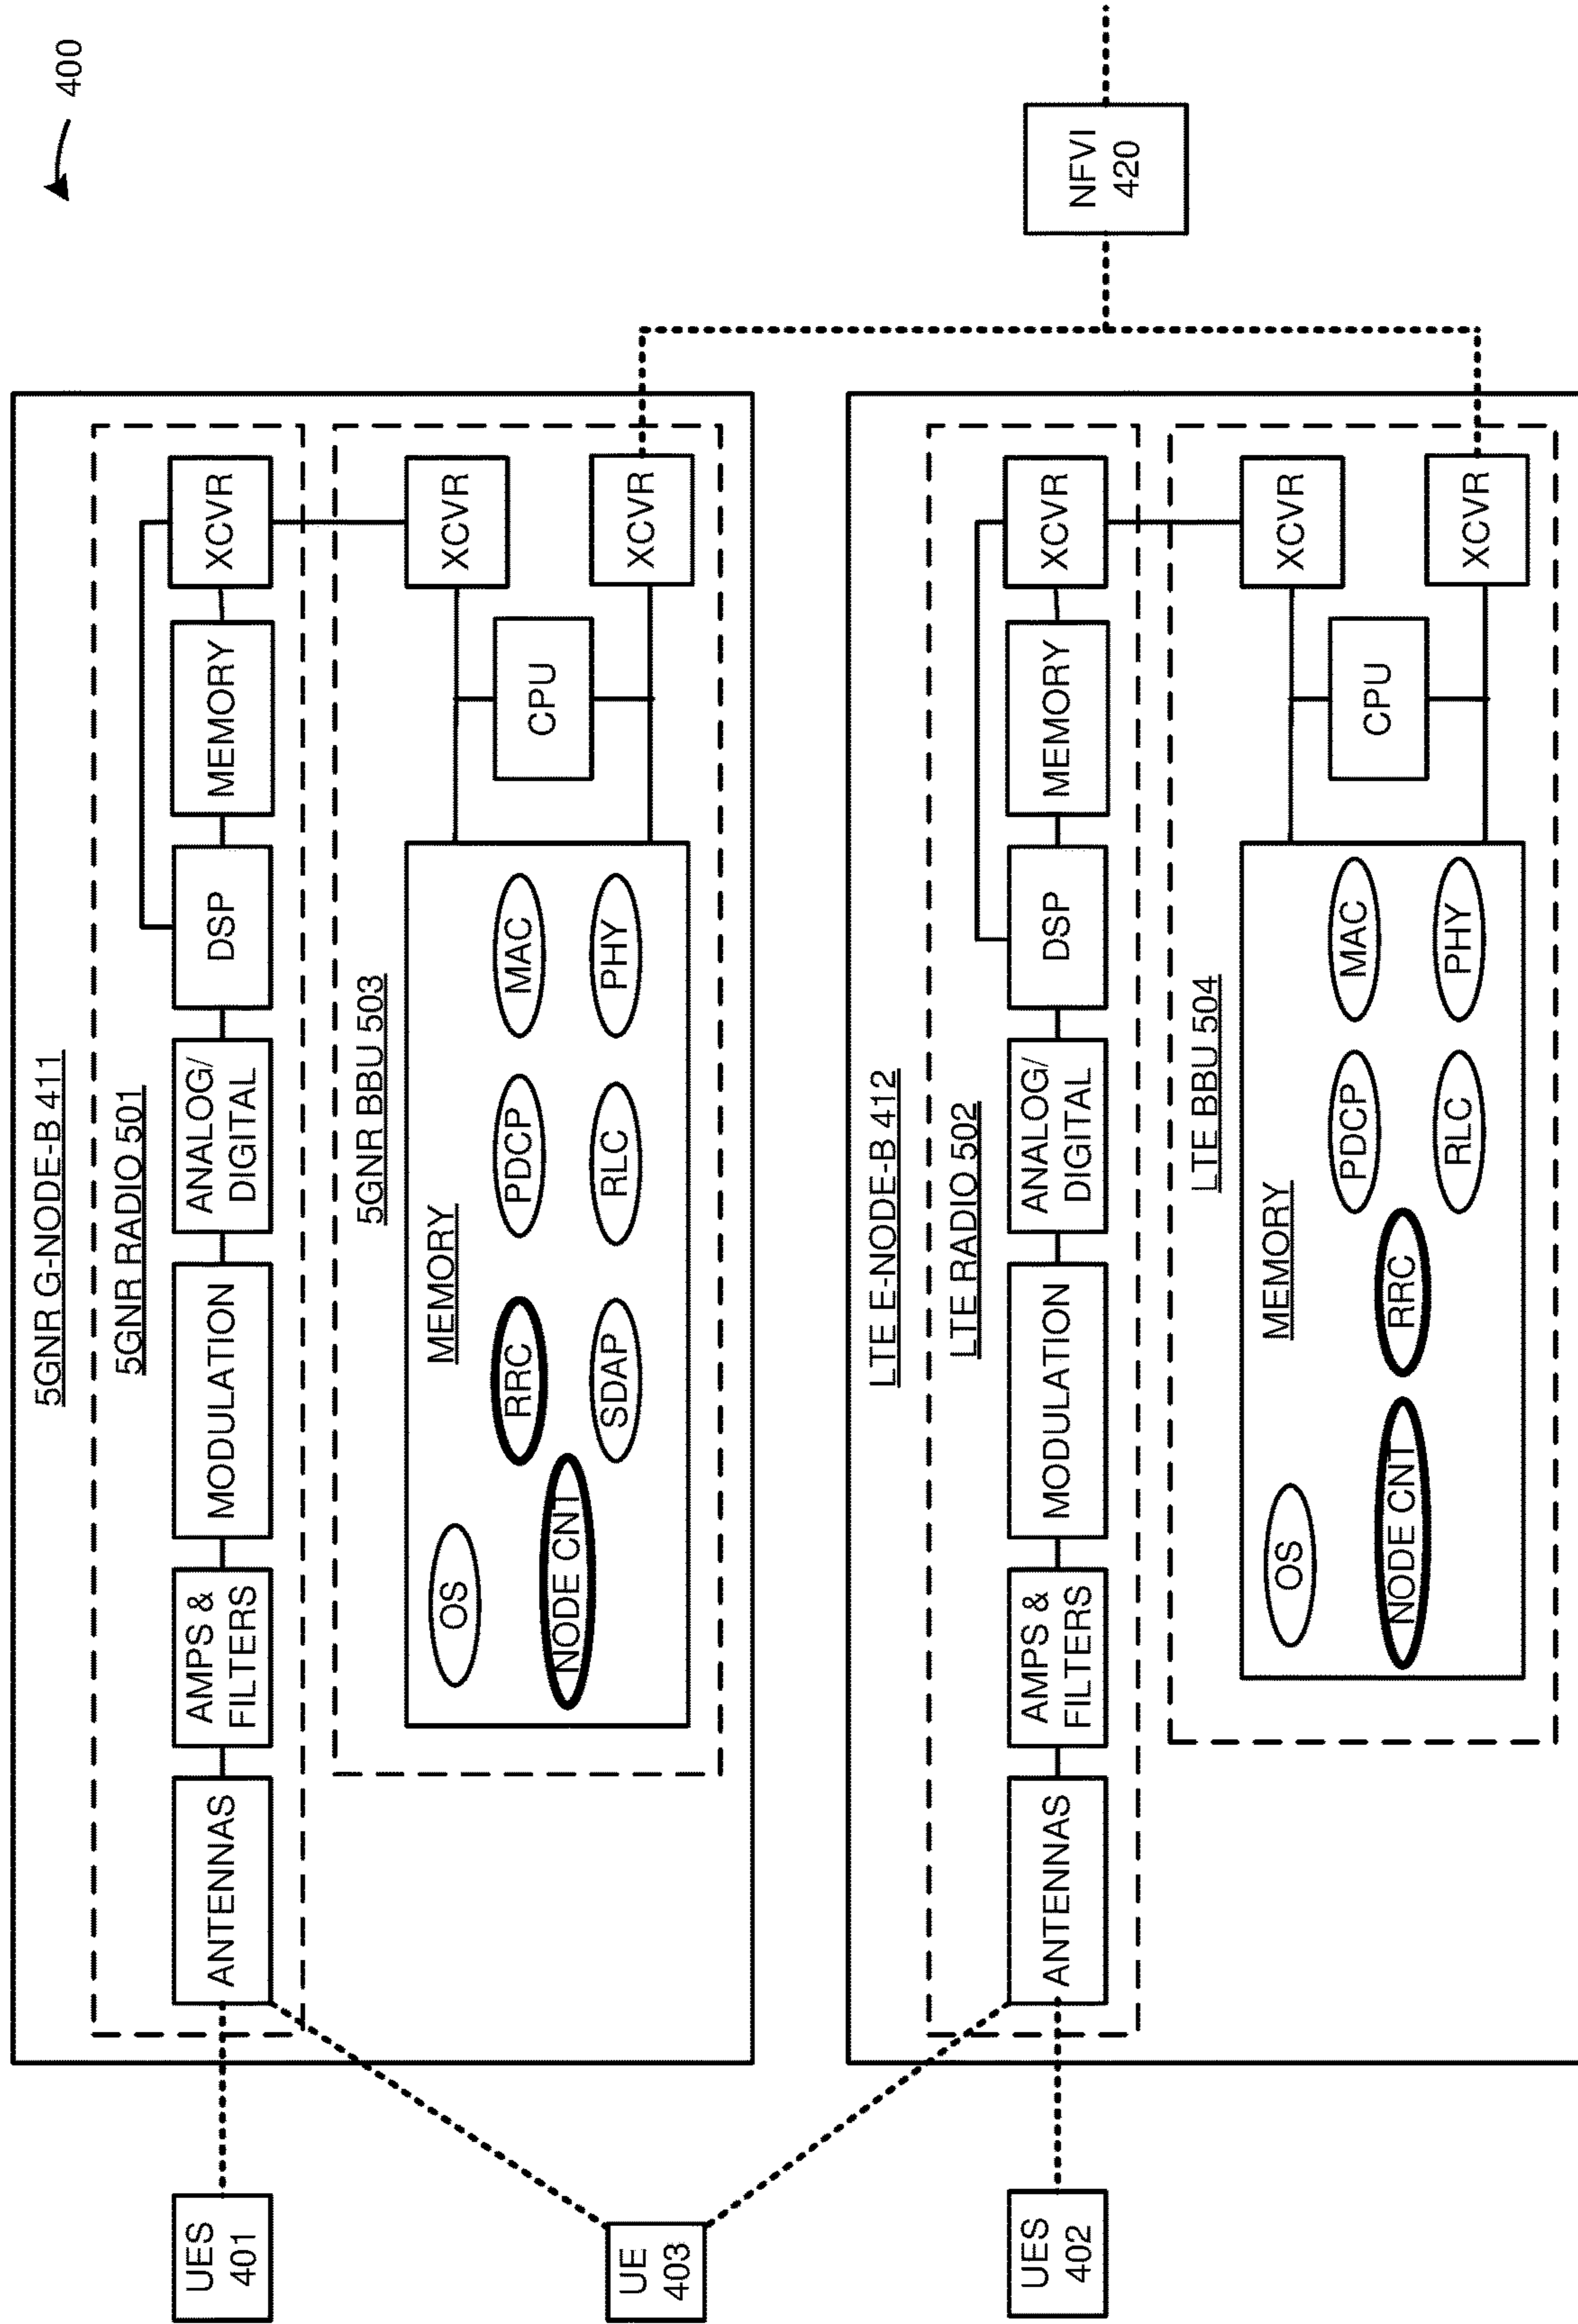 400
5GNR G-NODE-B 411
5GNR RADIO 501
UES
401
ANTENNAS
AMPS &
FILTERS
MODULATION
ANALOG/
DIGITAL
DSP
MEMORY
XCVR
5GNR BBU 503
MEMORY
OS
NODE CNT
RRC
SDAP
PDCP
RLC
MAC
PHY
CPU
XCVR
XCVR
UE
403
LTE E-NODE-B 412
LTE RADIO 502
UES
402
ANTENNAS
AMPS &
FILTERS
MODULATION
ANALOG/
DIGITAL
DSP
MEMORY
XCVR
LTE BBU 504
MEMORY
OS
NODE CNT
RRC
PDCP
RLC
MAC
PHY
CPU
XCVR
XCVR
NFVI
420